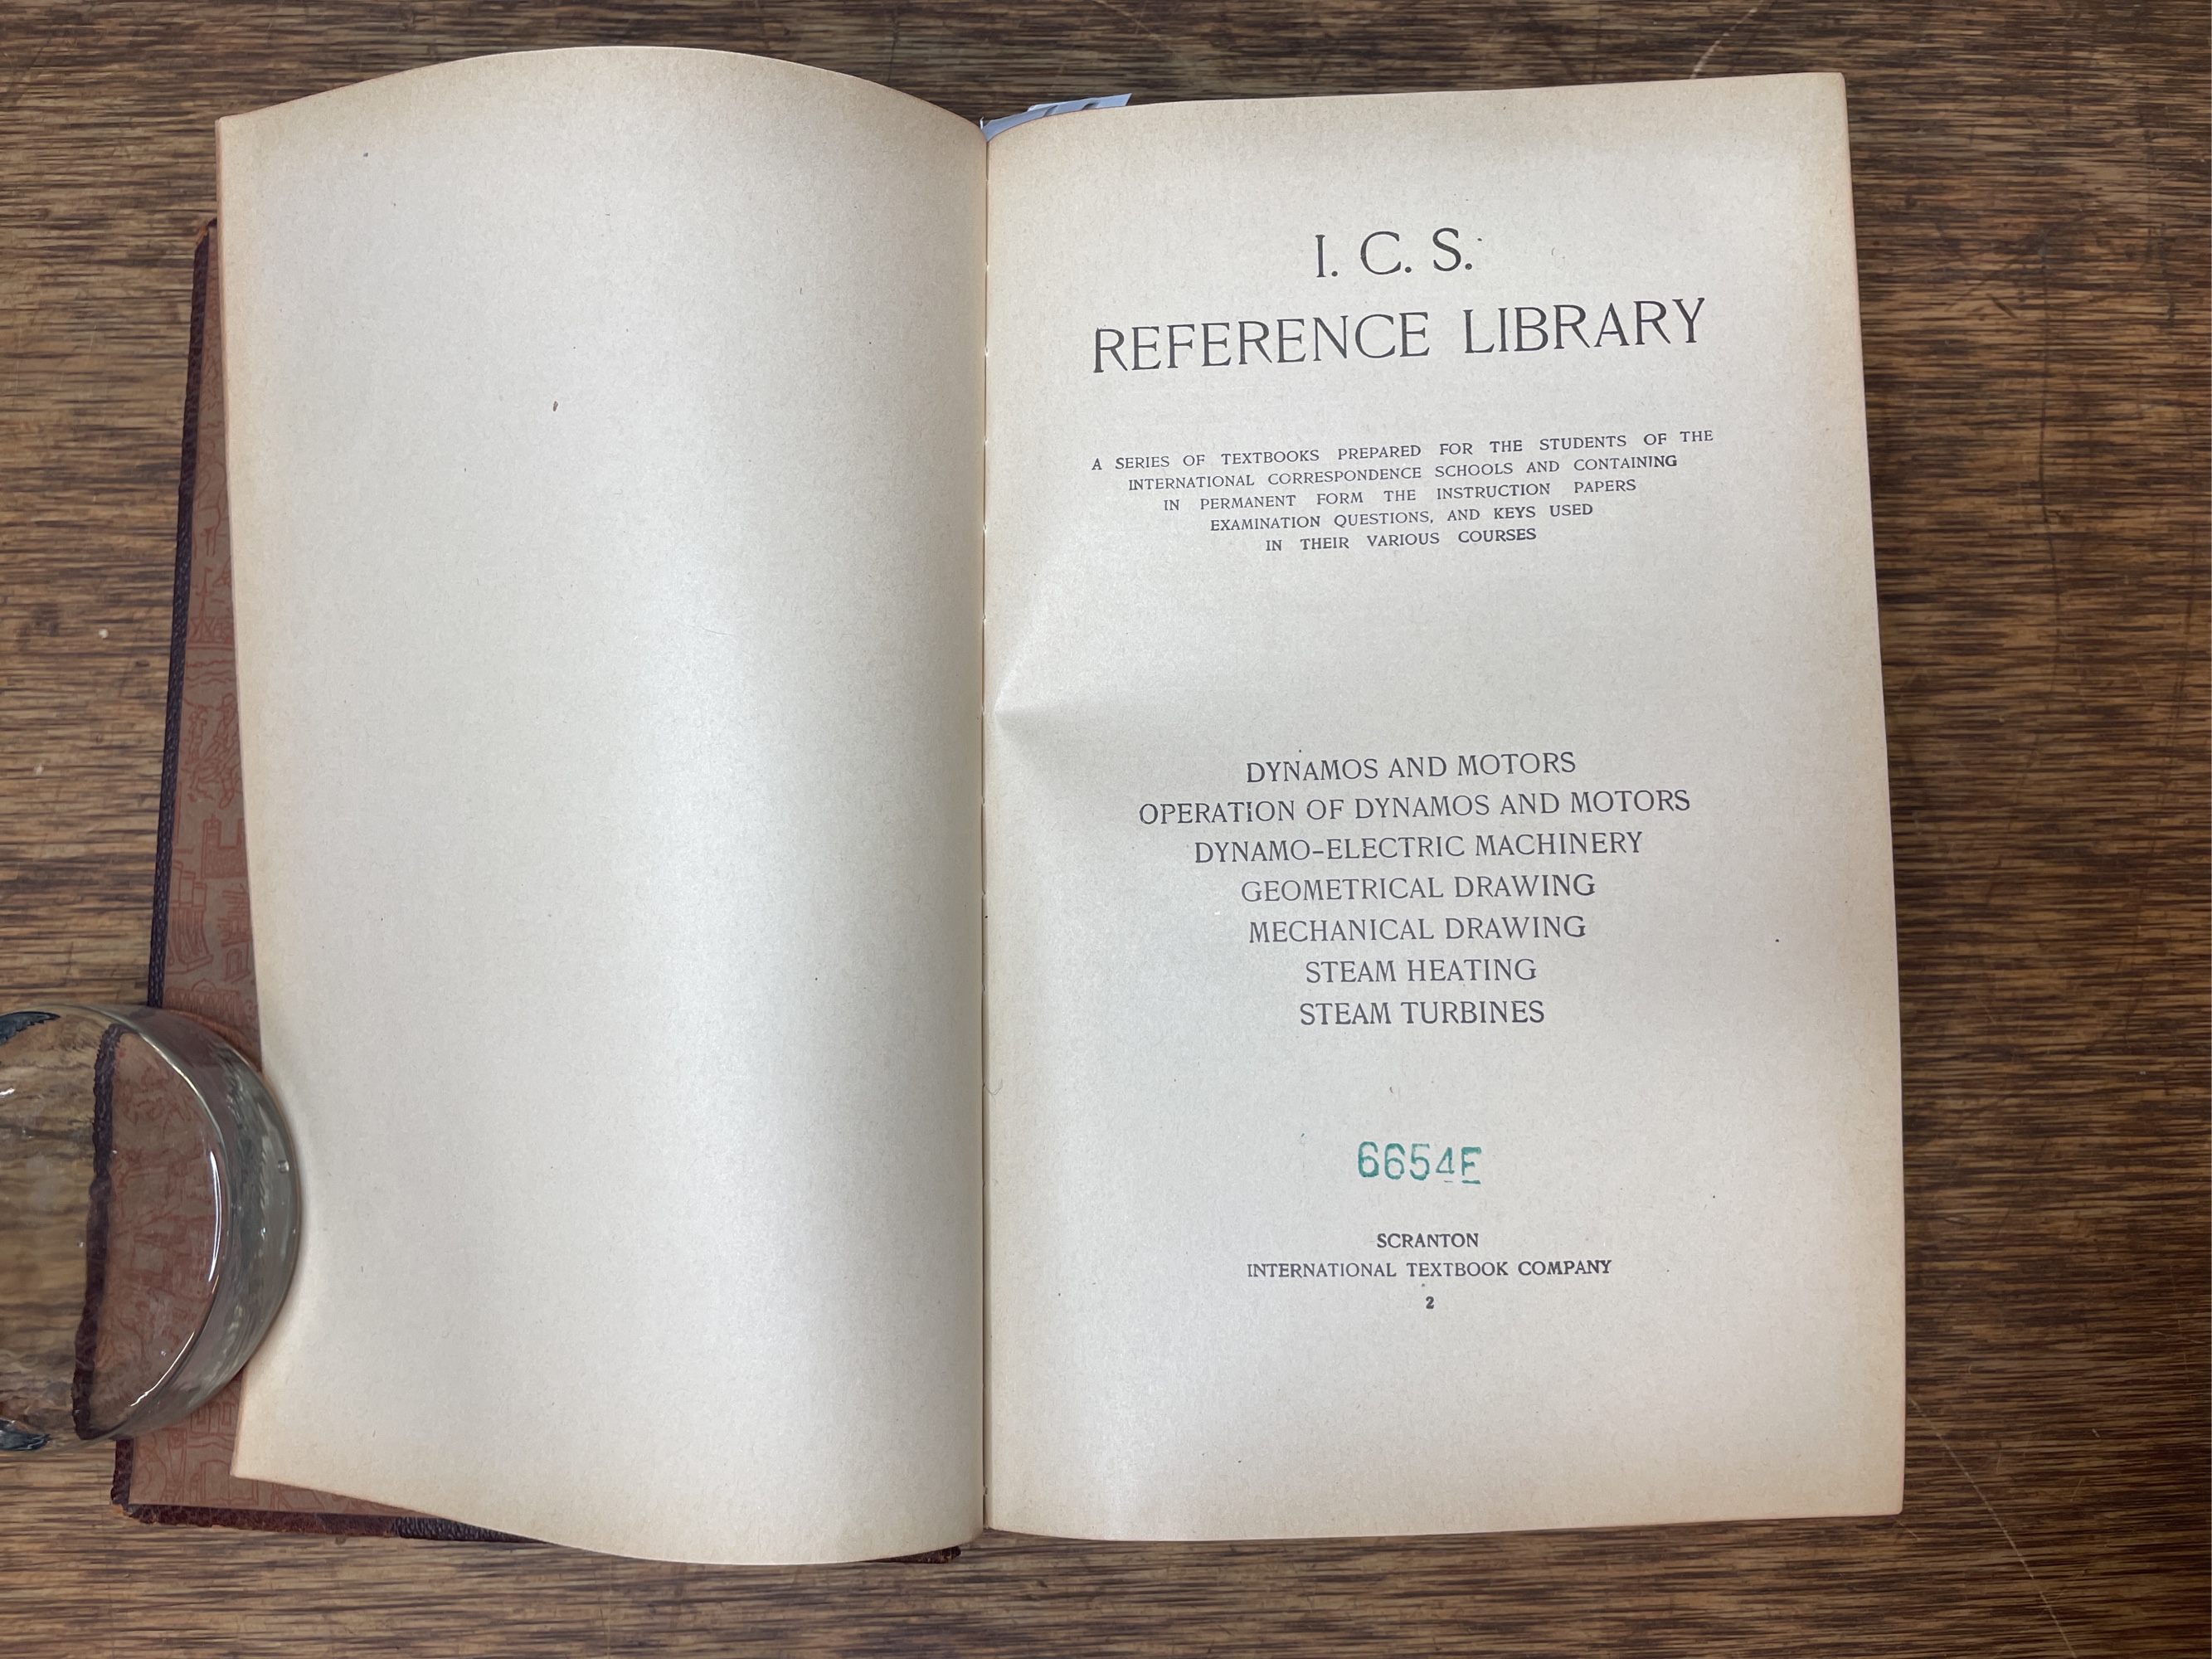 I. C. S.
REFERENCE LIBRARY
A SERIES OF TEXTBOOKS PREPARED FOR THE STUDENTS OF THE
INTERNATIONAL CORRESPONDENCE SCHOOLS AND CONTAINING
IN PERMANENT FORM THE INSTRUCTION PAPERS
EXAMINATION QUESTIONS, AND KEYS USED
IN THEIR VARIOUS COURSES
DYNAMOS AND MOTORS
OPERATION OF DYNAMOS AND MOTORS
DYNAMO-ELECTRIC MACHINERY
GEOMETRICAL DRAWING
MECHANICAL DRAWING
STEAM HEATING
STEAM TURBINES
6654E
SCRANTON
INTERNATIONAL TEXTBOOK COMPANY
2